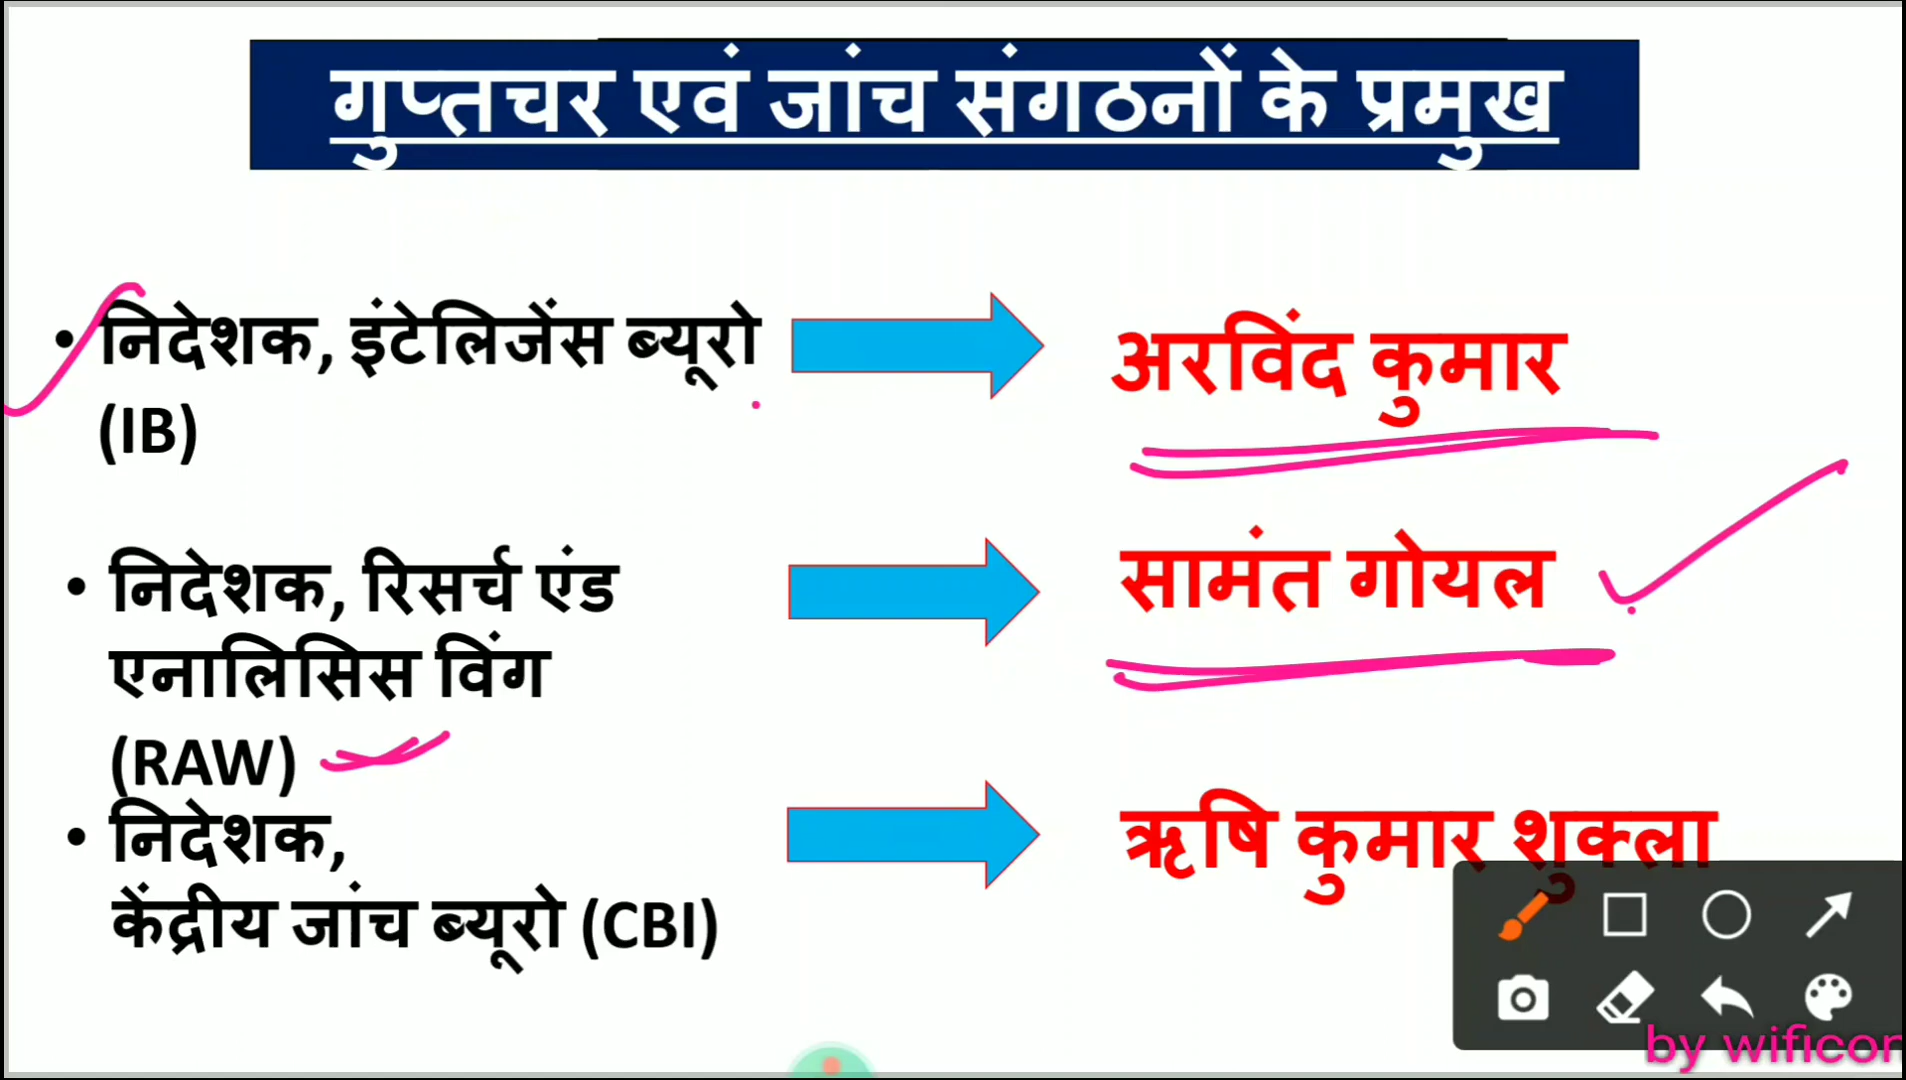 गुप्तचर एवं जांच संगठनों के प्रमुख
• निदेशक, इंटेलिजेंस ब्यूरो
(IB)
अरविंद कुमार
• निदेशक, रिसर्च एंड
एनालिसिस विंग
(RAW)
सामंत गोयल
• निदेशक,
केंद्रीय जांच ब्यूरो (CBI)
ऋषि कुमार शुक्ला
by wificon